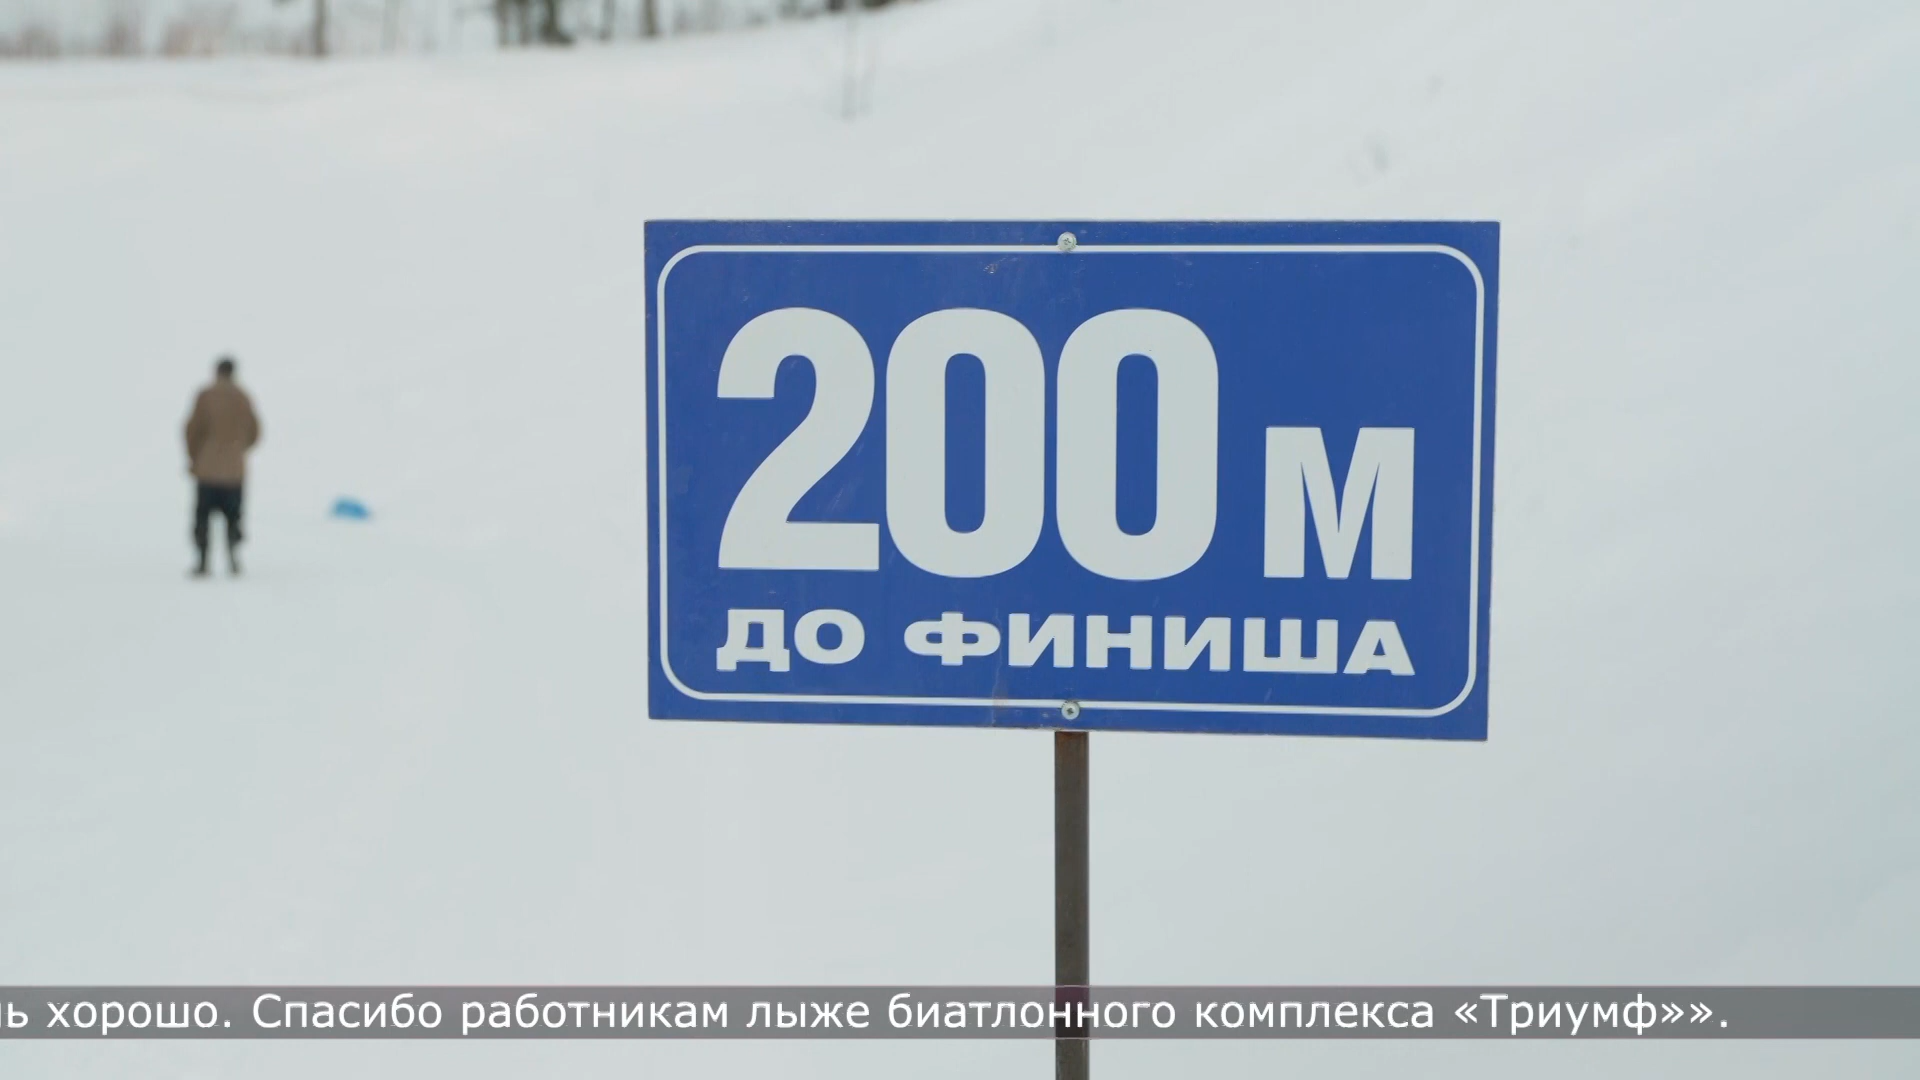 200 м
ДО ФИНИША
хорошо. Спасибо работникам лыже биатлонного комплекса «Триумф»».